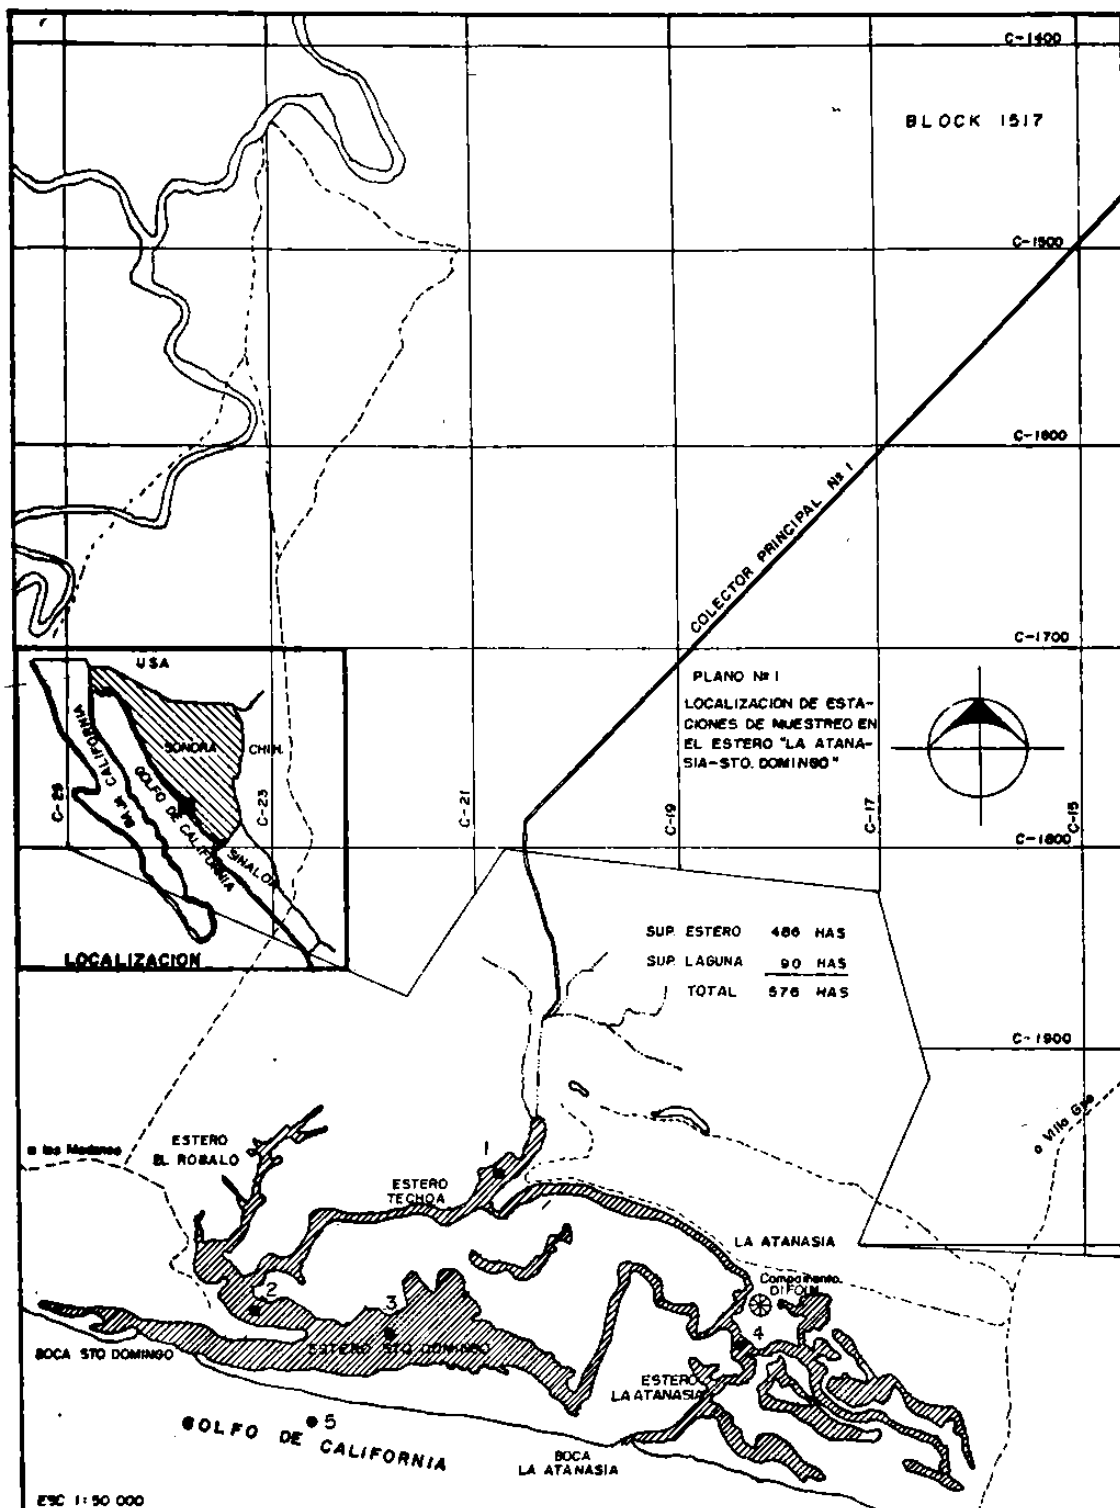 C-1400
BLOCK 1517
C-1500
C-1600
COLECTOR PRINCIPAL Nº 1
C-1700
USA
SONORA
CHIH.
BAJA CALIFORNIA
GOLFO DE CALIFORNIA
SINALOA
LOCALIZACION
PLANO Nº 1
LOCALIZACION DE ESTA-
CIONES DE MUESTREO EN
EL ESTERO "LA ATANA-
SIA-STO. DOMINGO"
C-23
C-21
C-19
C-17
C-15
C-1800
SUP. ESTERO 486 HAS
SUP. LAGUNA 90 HAS
TOTAL 576 HAS
C-1900
a los Medanos
ESTERO
EL ROBALO
1
ESTERO
TECHOA
LA ATANASIA
Campamento
2
3
4
BOCA STO DOMINGO
ESTERO STO DOMINGO
ESTERO
LA ATANASIA
5
GOLFO DE CALIFORNIA
BOCA
LA ATANASIA
ESC 1:50 000